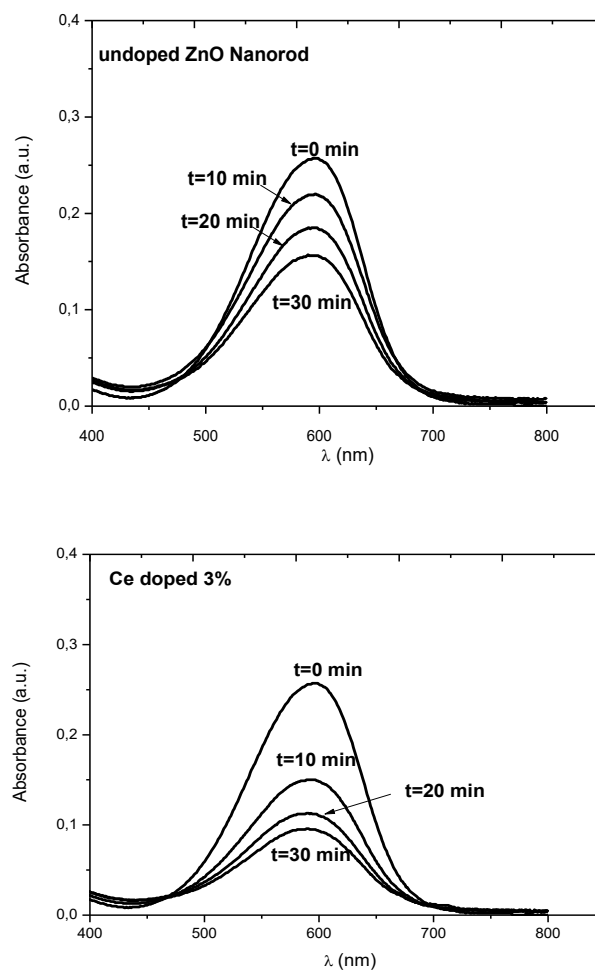 undoped ZnO Nanorod
0,4
0,3
0,2
0,1
0,0
Absorbance (a.u.)
t=0 min
t=10 min
t=20 min
t=30 min
400
500
600
700
800
λ (nm)
Ce doped 3%
0,4
0,3
0,2
0,1
0,0
Absorbance (a.u.)
t=0 min
t=10 min
t=20 min
t=30 min
400
500
600
700
800
λ (nm)